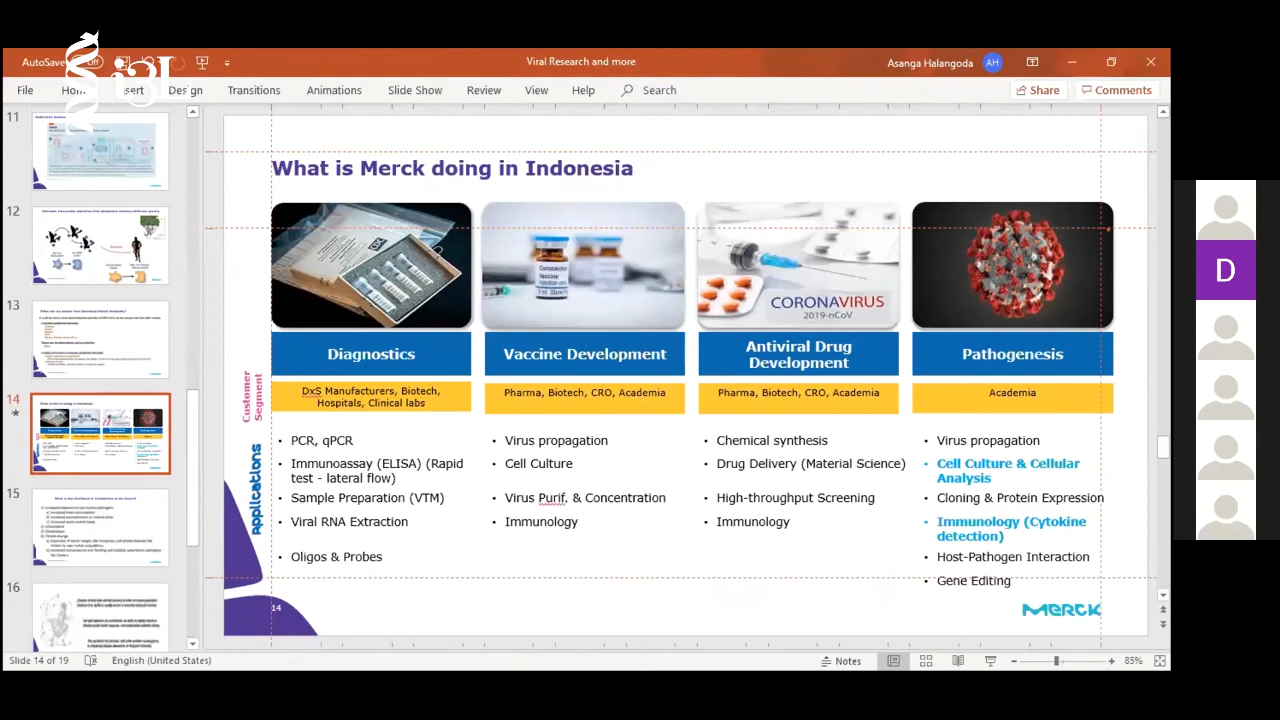 AutoSave
Off
Viral Research and more
Asanga Halangoda
AH
i3L
File
Insert
Design
Transitions
Animations
Slide Show
Review
View
Help
Search
Share
Comments
11
12
13
14
15
16
What is Merck doing in Indonesia
Coronavirus
Vaccine
CORONAVIRUS
2019-nCoV
D
Diagnostics
Vaccine Development
Antiviral Drug
Development
Pathogenesis
Customer
Segment
DxS Manufacturers, Biotech,
Hospitals, Clinical labs
Pharma, Biotech, CRO, Academia
Pharma, Biotech, CRO, Academia
Academia
Applications
• PCR, qPCR
• Immunoassay (ELISA) (Rapid
test - lateral flow)
• Sample Preparation (VTM)
• Viral RNA Extraction
• Oligos & Probes
• Virus propagation
• Cell Culture
• Virus Purif. & Concentration
• Immunology
• Chemistry
• Drug Delivery (Material Science)
• High-throughput Screening
• Immunology
• Virus propagation
• Cell Culture & Cellular
Analysis
• Cloning & Protein Expression
• Immunology (Cytokine
detection)
• Host-Pathogen Interaction
• Gene Editing
14
MERCK
Slide 14 of 19
English (United States)
Notes
85%